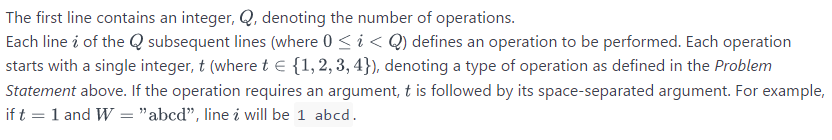 The first line contains an integer, Q, denoting the number of operations.
Each line i of the Q subsequent lines (where 0 ≤ i < Q) defines an operation to be performed. Each operation
starts with a single integer, t (where t ∈ {1, 2, 3, 4}), denoting a type of operation as defined in the Problem
Statement above. If the operation requires an argument, t is followed by its space-separated argument. For example,
if t = 1 and W = "abcd", line i will be 1 abcd.